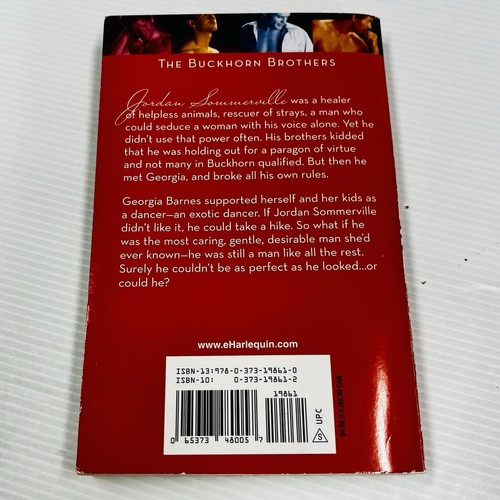 THE BUCKHORN BROTHERS
Jordan Sommerville was a healer
of helpless animals, rescuer of strays, a man who
could seduce a woman with his voice alone. Yet he
didn't use that power often. His brothers kidded
that he was holding out for a paragon of virtue
and not many in Buckhorn qualified. But then he
met Georgia, and broke all his own rules.
Georgia Barnes supported herself and her kids as
a dancer—an exotic dancer. If Jordan Sommerville
didn't like it, he could take a hike. So what if he
was the most caring, gentle, desirable man she'd
ever known—he was still a man like all the rest.
Surely he couldn't be as perfect as he looked...or
could he?
www.eHarlequin.com
ISBN-13:978-0-373-19861-0
ISBN-10: 0-373-19861-2
19861
0 65373 48005 7
S UPC